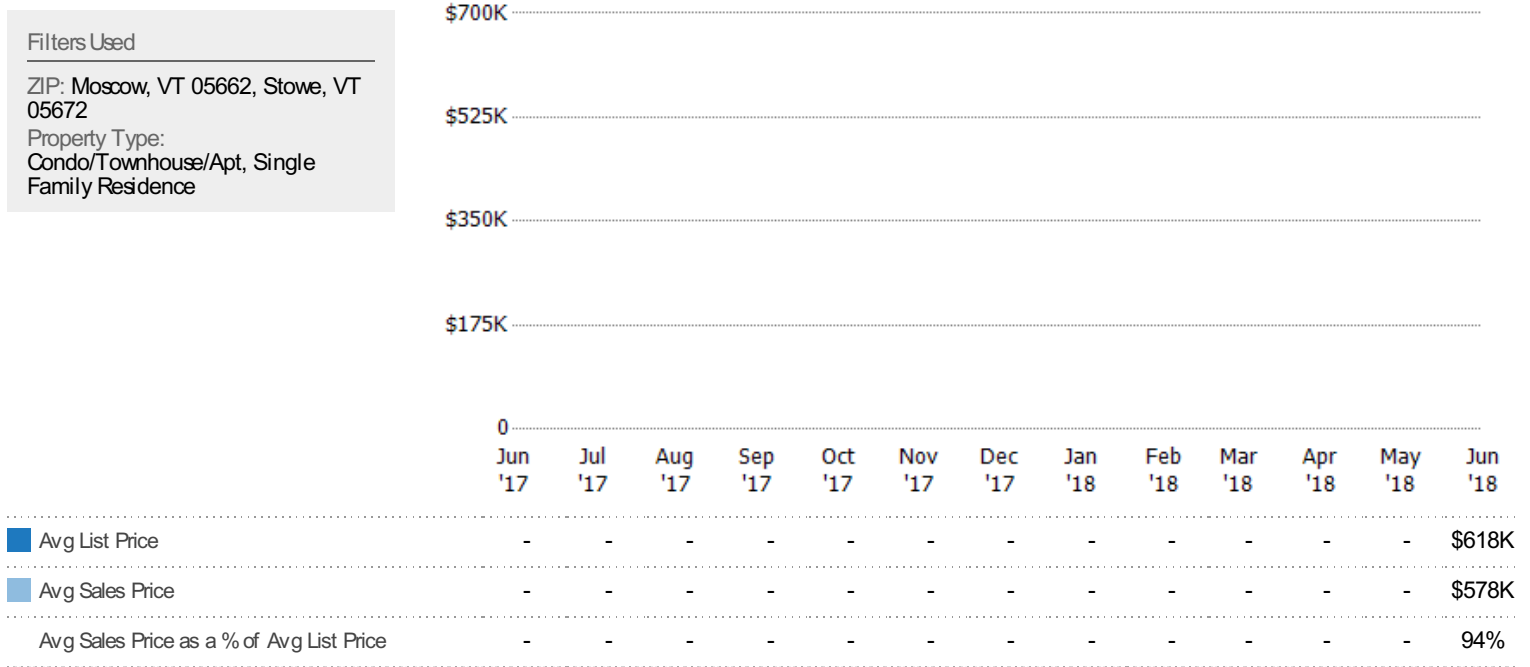 Filters Used
ZIP: Moscow, VT 05662, Stowe, VT
05672
Property Type:
Condo/Townhouse/Apt, Single
Family Residence
$700K
$525K
$350K
$175K
0
Jun Jul Aug Sep Oct Nov Dec Jan Feb Mar Apr May Jun
'17 '17 '17 '17 '17 '17 '17 '18 '18 '18 '18 '18 '18
Avg List Price - - - - - - - - - - - - $618K
Avg Sales Price - - - - - - - - - - - - $578K
Avg Sales Price as a % of Avg List Price - - - - - - - - - - - - 94%